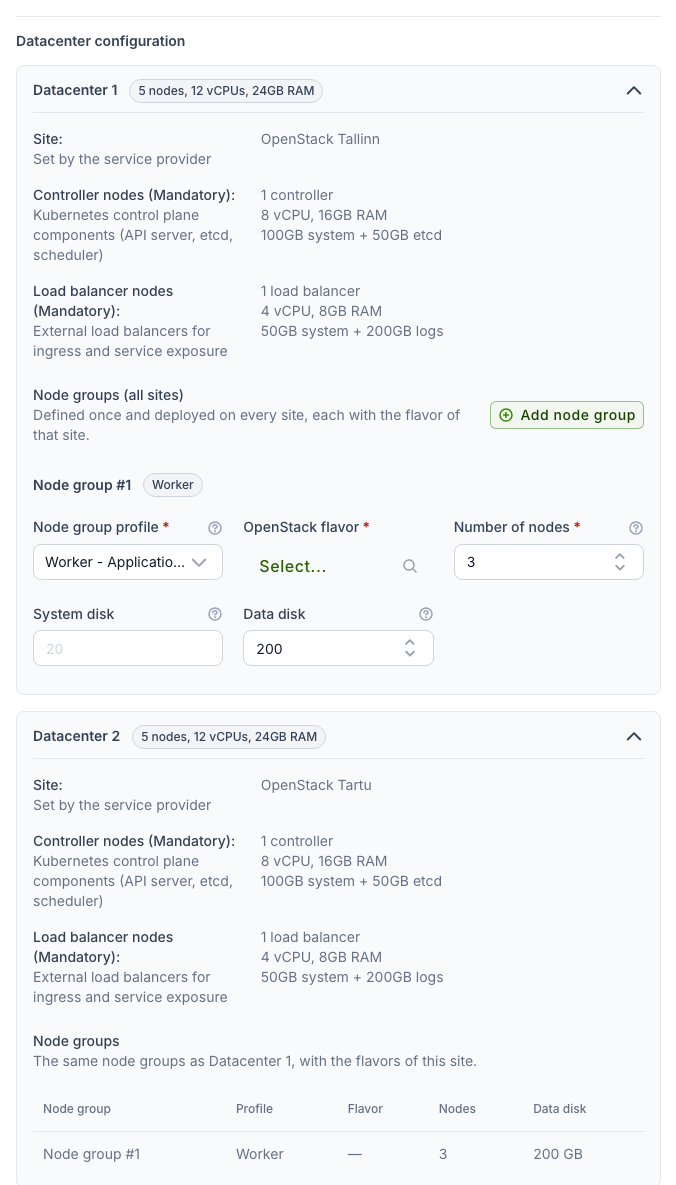 Datacenter configuration
Datacenter 1
5 nodes, 12 vCPUs, 24GB RAM
Site:
OpenStack Tallinn
Set by the service provider
Controller nodes (Mandatory):
1 controller
Kubernetes control plane
8 vCPU, 16GB RAM
components (API server, etcd,
100GB system + 50GB etcd
scheduler)
Load balancer nodes
1 load balancer
(Mandatory):
4 vCPU, 8GB RAM
External load balancers for
50GB system + 200GB logs
ingress and service exposure
Node groups (all sites)
Defined once and deployed on every site, each with the flavor of
that site.
Add node group
Node group #1
Worker
Node group profile *
OpenStack flavor *
Number of nodes *
Worker - Applicatio...
Select...
3
System disk
Data disk
20
200
Datacenter 2
5 nodes, 12 vCPUs, 24GB RAM
Site:
OpenStack Tartu
Set by the service provider
Controller nodes (Mandatory):
1 controller
Kubernetes control plane
8 vCPU, 16GB RAM
components (API server, etcd,
100GB system + 50GB etcd
scheduler)
Load balancer nodes
1 load balancer
(Mandatory):
4 vCPU, 8GB RAM
External load balancers for
50GB system + 200GB logs
ingress and service exposure
Node groups
The same node groups as Datacenter 1, with the flavors of this site.
Node group Profile Flavor Nodes Data disk
Node group #1 Worker — 3 200 GB